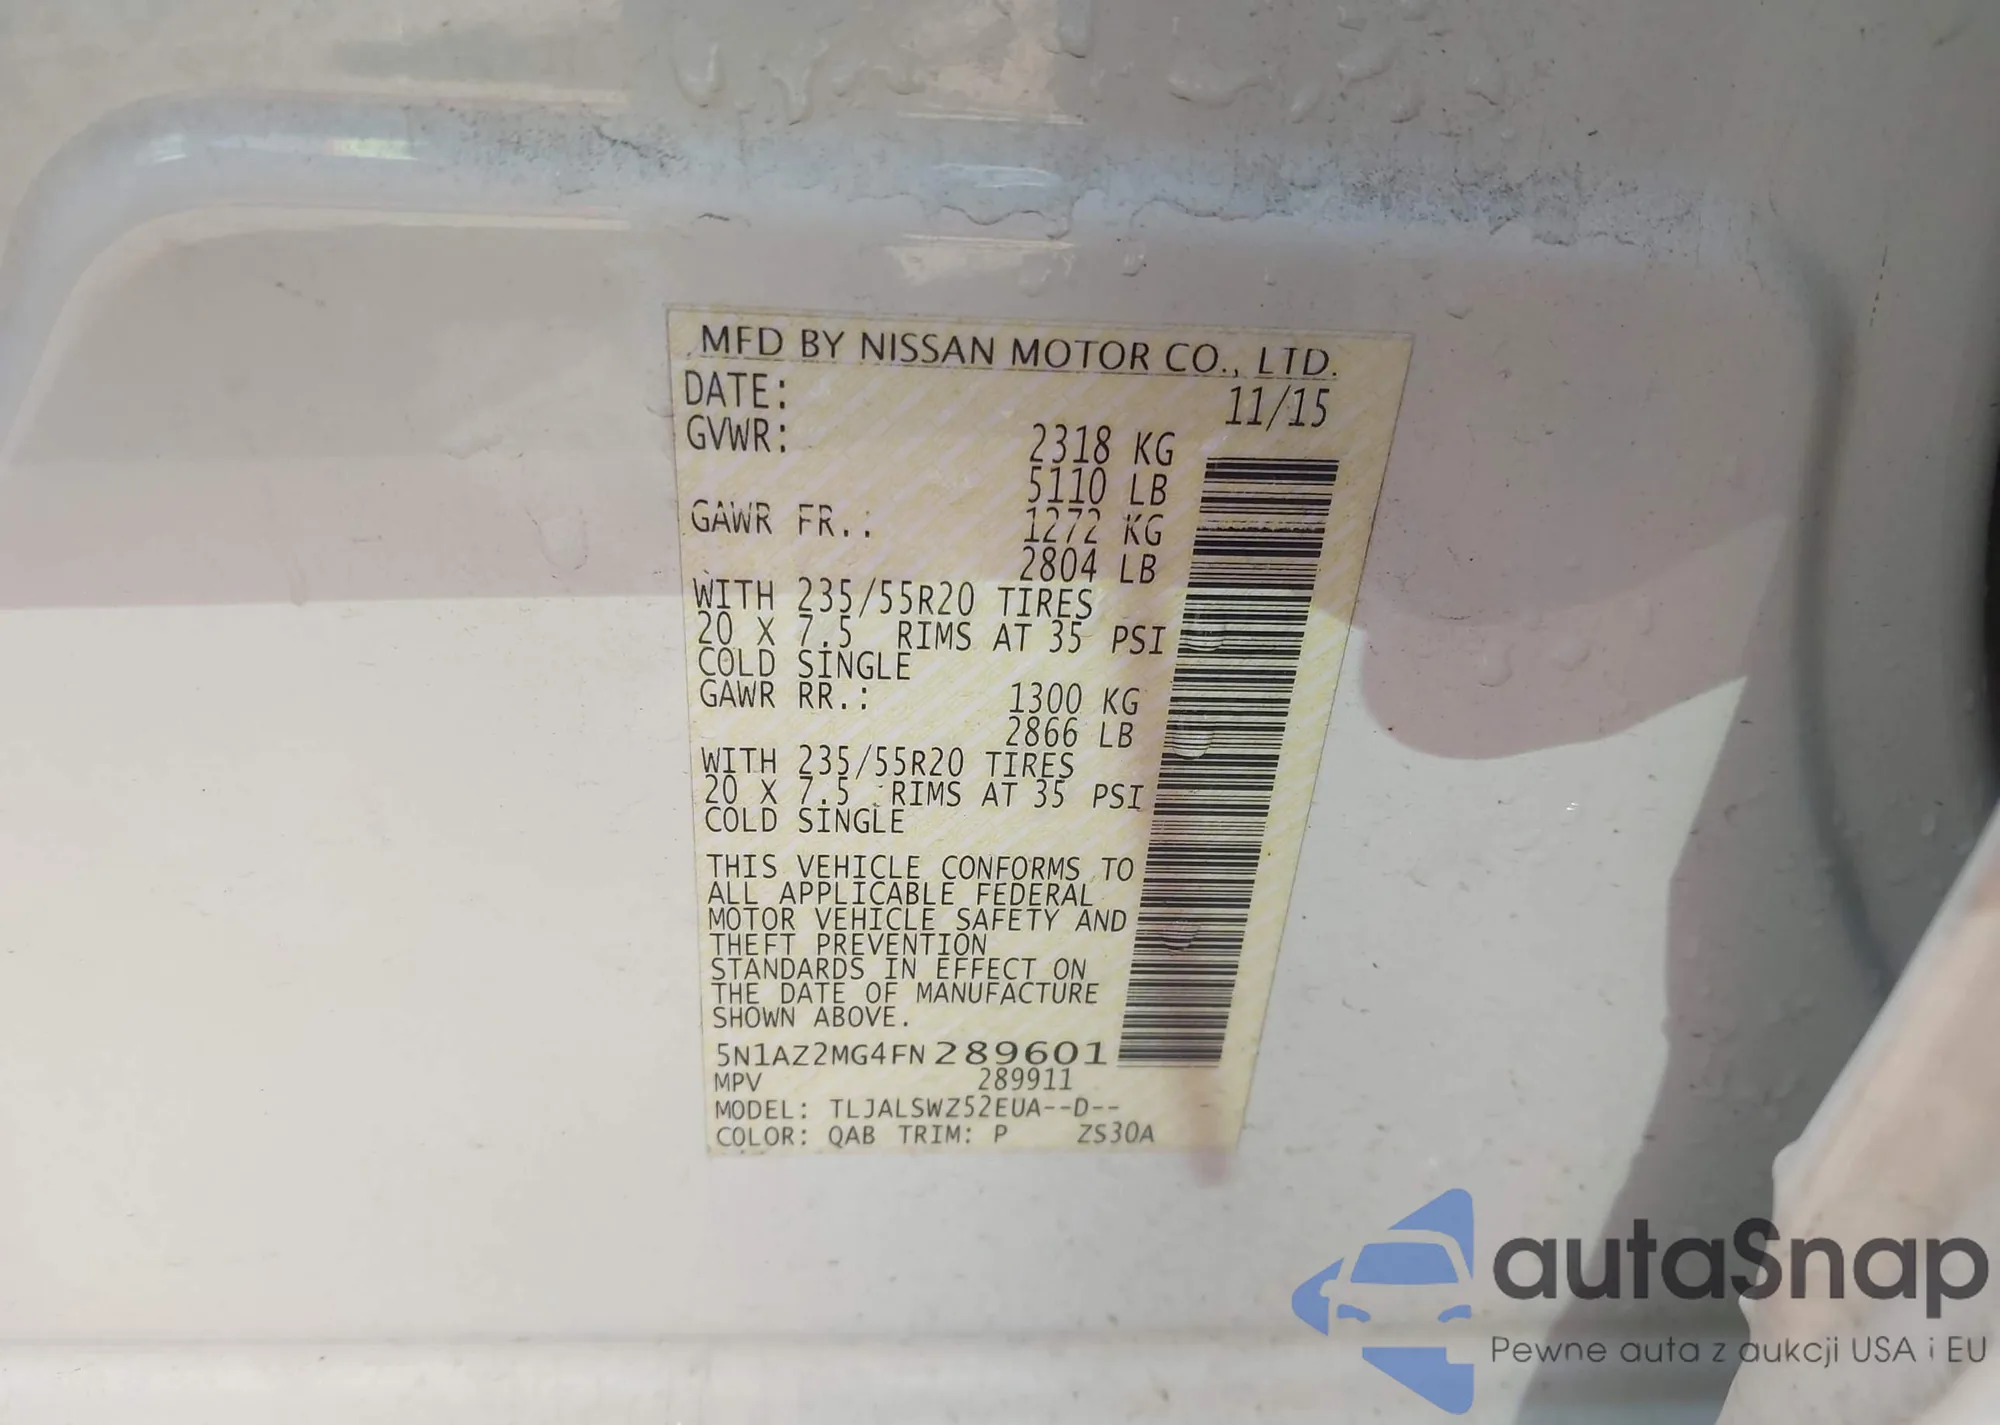 MFD BY NISSAN MOTOR CO., LTD.
DATE: 11/15
GVWR: 2318 KG
5110 LB
GAWR FR.: 1272 KG
2804 LB
WITH 235/55R20 TIRES
20 X 7.5 RIMS AT 35 PSI
COLD SINGLE
GAWR RR.: 1300 KG
2866 LB
WITH 235/55R20 TIRES
20 X 7.5 RIMS AT 35 PSI
COLD SINGLE
THIS VEHICLE CONFORMS TO
ALL APPLICABLE FEDERAL
MOTOR VEHICLE SAFETY AND
THEFT PREVENTION
STANDARDS IN EFFECT ON
THE DATE OF MANUFACTURE
SHOWN ABOVE.
5N1AZ2MG4FN289601
MPV 289911
MODEL: TLJALSWZ52EUA--D--
COLOR: QAB TRIM: P ZS30A
autaSnap
Pewne auta z aukcji USA i EU